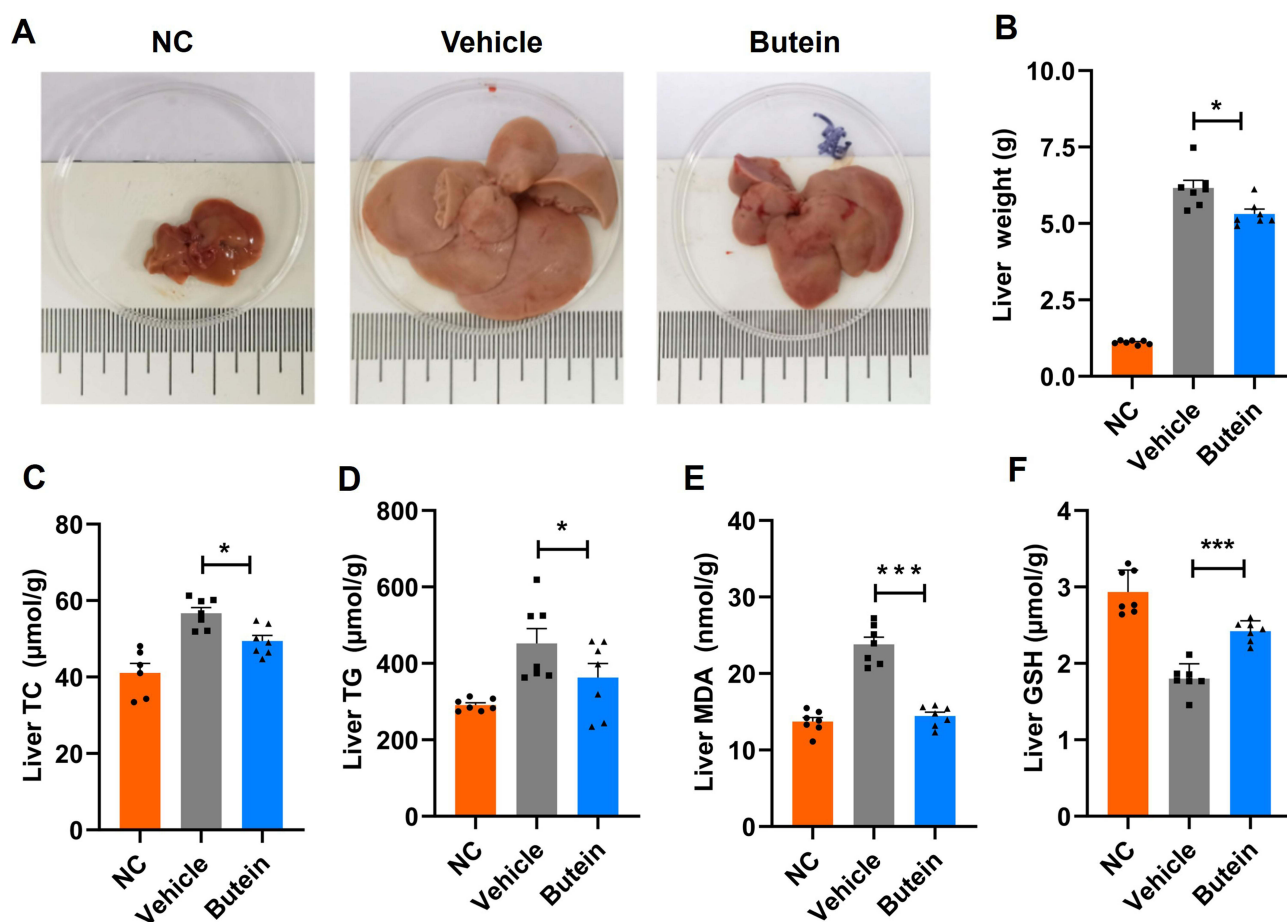 A
NC
Vehicle
Butein
B
Liver weight (g)
10.0
7.5
5.0
2.5
0.0
*
NC
Vehicle
Butein
C
Liver TC (μmol/g)
80
60
40
20
0
*
NC
Vehicle
Butein
D
Liver TG (μmol/g)
800
600
400
200
0
*
NC
Vehicle
Butein
E
Liver MDA (nmol/g)
40
30
20
10
0
***
NC
Vehicle
Butein
F
Liver GSH (μmol/g)
4
3
2
1
0
***
NC
Vehicle
Butein